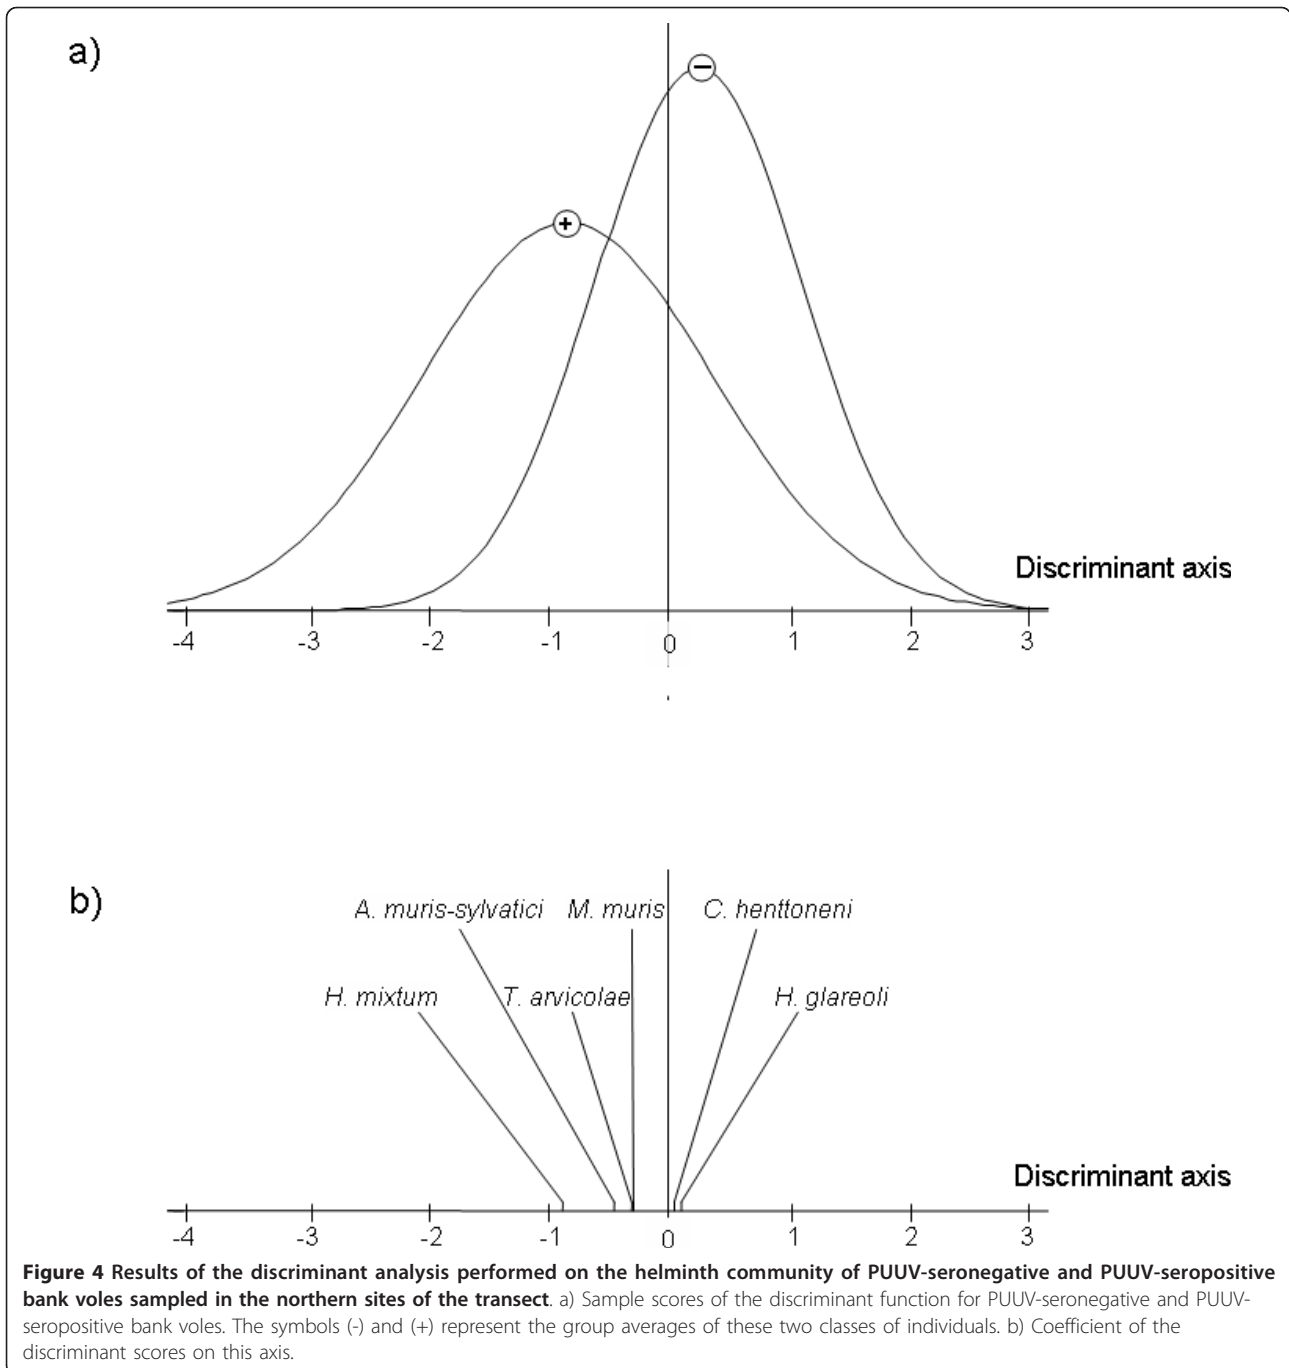 a)
−
+
Discriminant axis
-4 -3 -2 -1 0 1 2 3
b)
A. muris-sylvatici M. muris C. henttoneni
H. mixtum T. arvicolae H. glareoli
Discriminant axis
-4 -3 -2 -1 0 1 2 3
Figure 4 Results of the discriminant analysis performed on the helminth community of PUUV-seronegative and PUUV-seropositive
bank voles sampled in the northern sites of the transect. a) Sample scores of the discriminant function for PUUV-seronegative and PUUV-
seropositive bank voles. The symbols (-) and (+) represent the group averages of these two classes of individuals. b) Coefficient of the
discriminant scores on this axis.